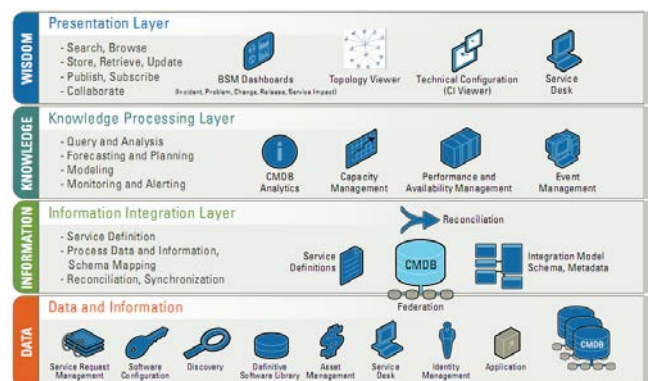 WISDOM
Presentation Layer
- Search, Browse
- Store, Retrieve, Update
- Publish, Subscribe
- Collaborate
BSM Dashboards
(Incident, Problem, Change, Release, Service Impact)
Topology Viewer
Technical Configuration
(CI Viewer)
Service
Desk
KNOWLEDGE
Knowledge Processing Layer
- Query and Analysis
- Forecasting and Planning
- Modeling
- Monitoring and Alerting
CMDB
Analytics
Capacity
Management
Performance and
Availability Management
Event
Management
INFORMATION
Information Integration Layer
- Service Definition
- Process Data and Information,
Schema Mapping
- Reconciliation, Synchronization
Reconciliation
Service
Definitions
CMDB
Federation
Integration Model
Schema, Metadata
DATA
Data and Information
Service Request
Management
Software
Configuration
Discovery
Definitive
Software Library
Asset
Management
Service
Desk
Identity
Management
Application
CMDB